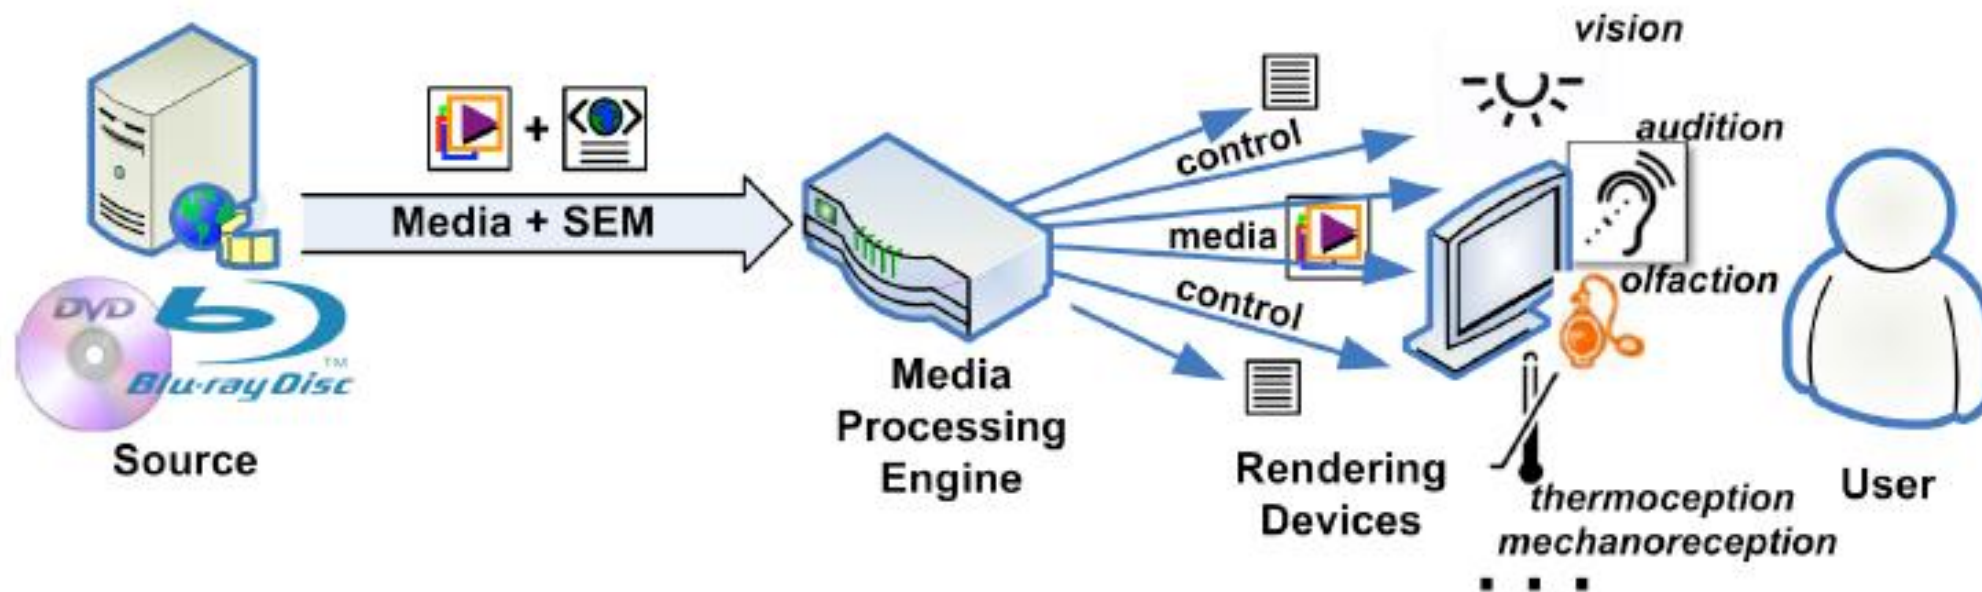 vision
audition
+
control
Media + SEM
media
olfaction
control
DVD
TM
Blu-ray Disc
Media
Processing
Engine
Source
Rendering
Devices
User
thermoception
mechanoreception
. . .